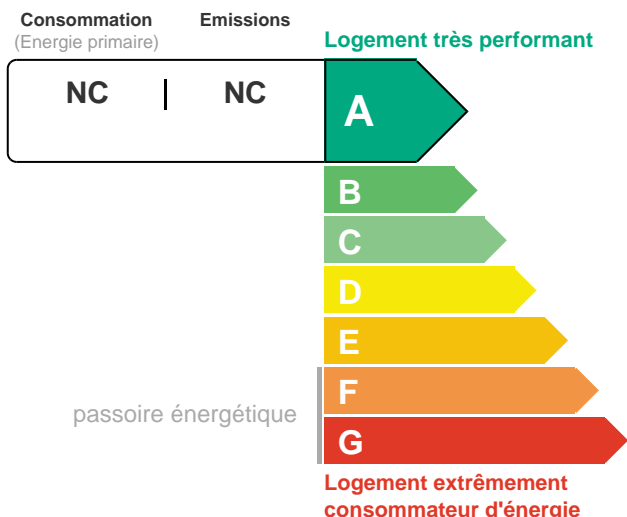 Consommation Emissions
(Energie primaire)
Logement très performant
NC | NC
A
B
C
D
E
F
passoire énergétique
G
Logement extrêmement
consommateur d'énergie